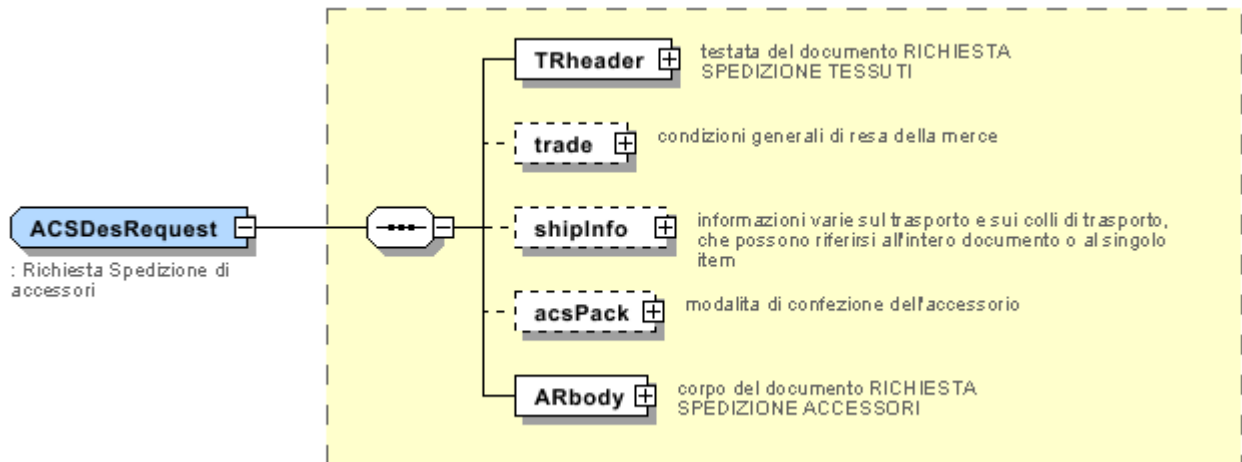 TRheader
testata del documento RICHIESTA
SPEDIZIONE TESSUTI
trade
condizioni generali di resa della merce
ACSDesRequest
: Richiesta Spedizione di
accessori
shipInfo
informazioni varie sul trasporto e sui colli di trasporto,
che possono riferirsi all'intero documento o al singolo
item
acsPack
modalita di confezione dell'accessorio
ARbody
corpo del documento RICHIESTA
SPEDIZIONE ACCESSORI